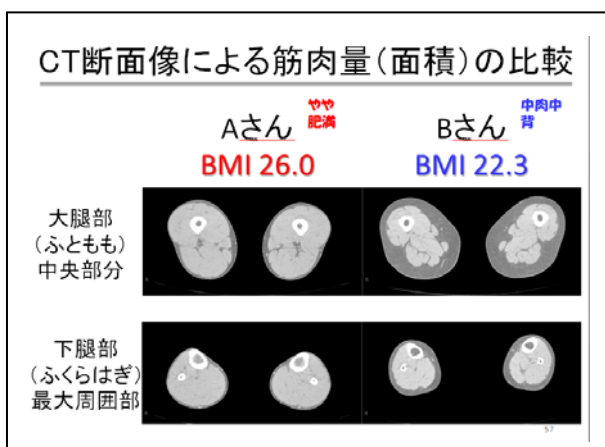 CT断面像による筋肉量(面積)の比較
Aさん
やや
肥満
BMI 26.0
Bさん
中肉中
背
BMI 22.3
大腿部
(ふともも)
中央部分
下腿部
(ふくらはぎ)
最大周囲部
57